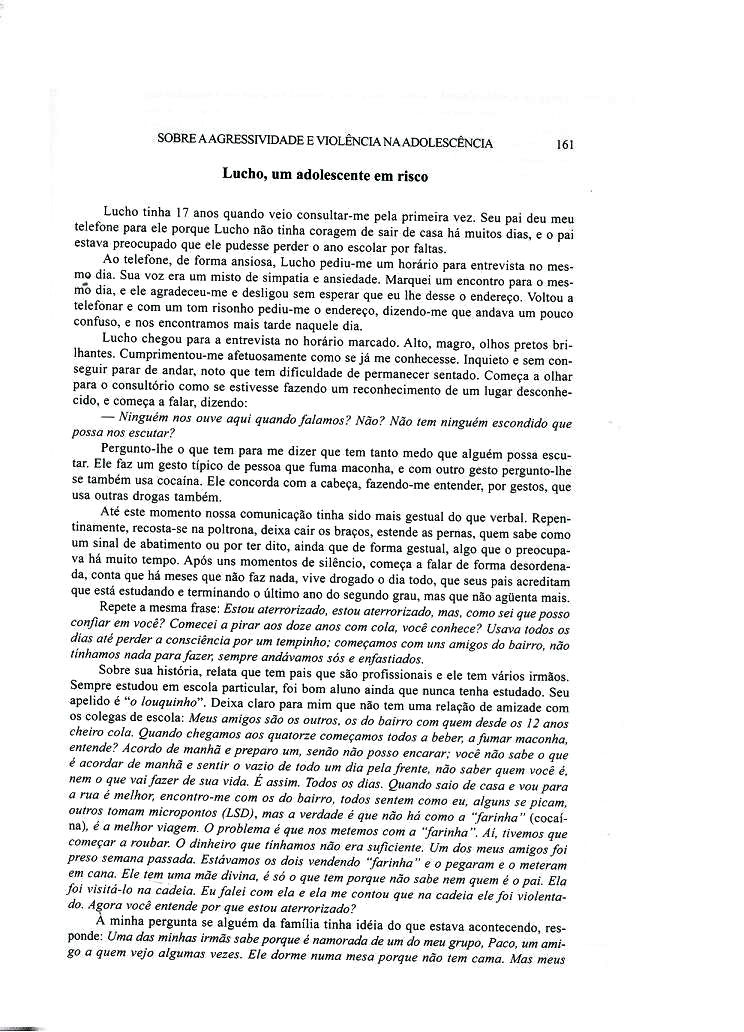 SOBRE A AGRESSIVIDADE E VIOLÊNCIA NA ADOLESCÊNCIA 161
Lucho, um adolescente em risco
Lucho tinha 17 anos quando veio consultar-me pela primeira vez. Seu pai deu meu
telefone para ele porque Lucho não tinha coragem de sair de casa há muitos dias, e o pai
estava preocupado que ele pudesse perder o ano escolar por faltas.
Ao telefone, de forma ansiosa, Lucho pediu-me um horário para entrevista no mes-
mo dia. Sua voz era um misto de simpatia e ansiedade. Marquei um encontro para o mes-
mo dia, e ele agradeceu-me e desligou sem esperar que eu lhe desse o endereço. Voltou a
telefonar e com um tom risonho pediu-me o endereço, dizendo-me que andava um pouco
confuso, e nos encontramos mais tarde naquele dia.
Lucho chegou para a entrevista no horário marcado. Alto, magro, olhos pretos bri-
lhantes. Cumprimentou-me afetuosamente como se já me conhecesse. Inquieto e sem con-
seguir parar de andar, noto que tem dificuldade de permanecer sentado. Começa a olhar
para o consultório como se estivesse fazendo um reconhecimento de um lugar desconhe-
cido, e começa a falar, dizendo:
— Ninguém nos ouve aqui quando falamos? Não? Não tem ninguém escondido que
possa nos escutar?
Pergunto-lhe o que tem para me dizer que tem tanto medo que alguém possa escu-
tar. Ele faz um gesto típico de pessoa que fuma maconha, e com outro gesto pergunto-lhe
se também usa cocaína. Ele concorda com a cabeça, fazendo-me entender, por gestos, que
usa outras drogas também.
Até este momento nossa comunicação tinha sido mais gestual do que verbal. Repen-
tinamente, recosta-se na poltrona, deixa cair os braços, estende as pernas, quem sabe como
um sinal de abatimento ou por ter dito, ainda que de forma gestual, algo que o preocupa-
va há muito tempo. Após uns momentos de silêncio, começa a falar de forma desordena-
da, conta que há meses que não faz nada, vive drogado o dia todo, que seus pais acreditam
que está estudando e terminando o último ano do segundo grau, mas que não agüenta mais.
Repete a mesma frase: Estou aterrorizado, estou aterrorizado, mas, como sei que posso
confiar em você? Comecei a pirar aos doze anos com cola, você conhece? Usava todos os
dias até perder a consciência por um tempinho; começamos com uns amigos do bairro, não
tínhamos nada para fazer, sempre andávamos sós e enfastiados.
Sobre sua história, relata que tem pais que são profissionais e ele tem vários irmãos.
Sempre estudou em escola particular, foi bom aluno ainda que nunca tenha estudado. Seu
apelido é “o louquinho”. Deixa claro para mim que não tem uma relação de amizade com
os colegas de escola: Meus amigos são os outros, os do bairro com quem desde os 12 anos
cheiro cola. Quando chegamos aos quatorze começamos todos a beber, a fumar maconha,
entende? Acordo de manhã e preparo um, senão não posso encarar; você não sabe o que
é acordar de manhã e sentir o vazio de todo um dia pela frente, não saber quem você é,
nem o que vai fazer de sua vida. É assim. Todos os dias. Quando saio de casa e vou para
a rua é melhor, encontro-me com os do bairro, todos sentem como eu, alguns se picam,
outros tomam micropontos (LSD), mas a verdade é que não há como a “farinha” (cocaí-
na), é a melhor viagem. O problema é que nos metemos com a “farinha”. Aí, tivemos que
começar a roubar. O dinheiro que tínhamos não era suficiente. Um dos meus amigos foi
preso semana passada. Estávamos os dois vendendo “farinha” e o pegaram e o meteram
em cana. Ele tem uma mãe divina, é só o que tem porque não sabe nem quem é o pai. Ela
foi visitá-lo na cadeia. Eu falei com ela e ela me contou que na cadeia ele foi violenta-
do. Agora você entende por que estou aterrorizado?
À minha pergunta se alguém da família tinha idéia do que estava acontecendo, res-
ponde: Uma das minhas irmãs sabe porque é namorada de um do meu grupo, Paco, um ami-
go a quem vejo algumas vezes. Ele dorme numa mesa porque não tem cama. Mas meus